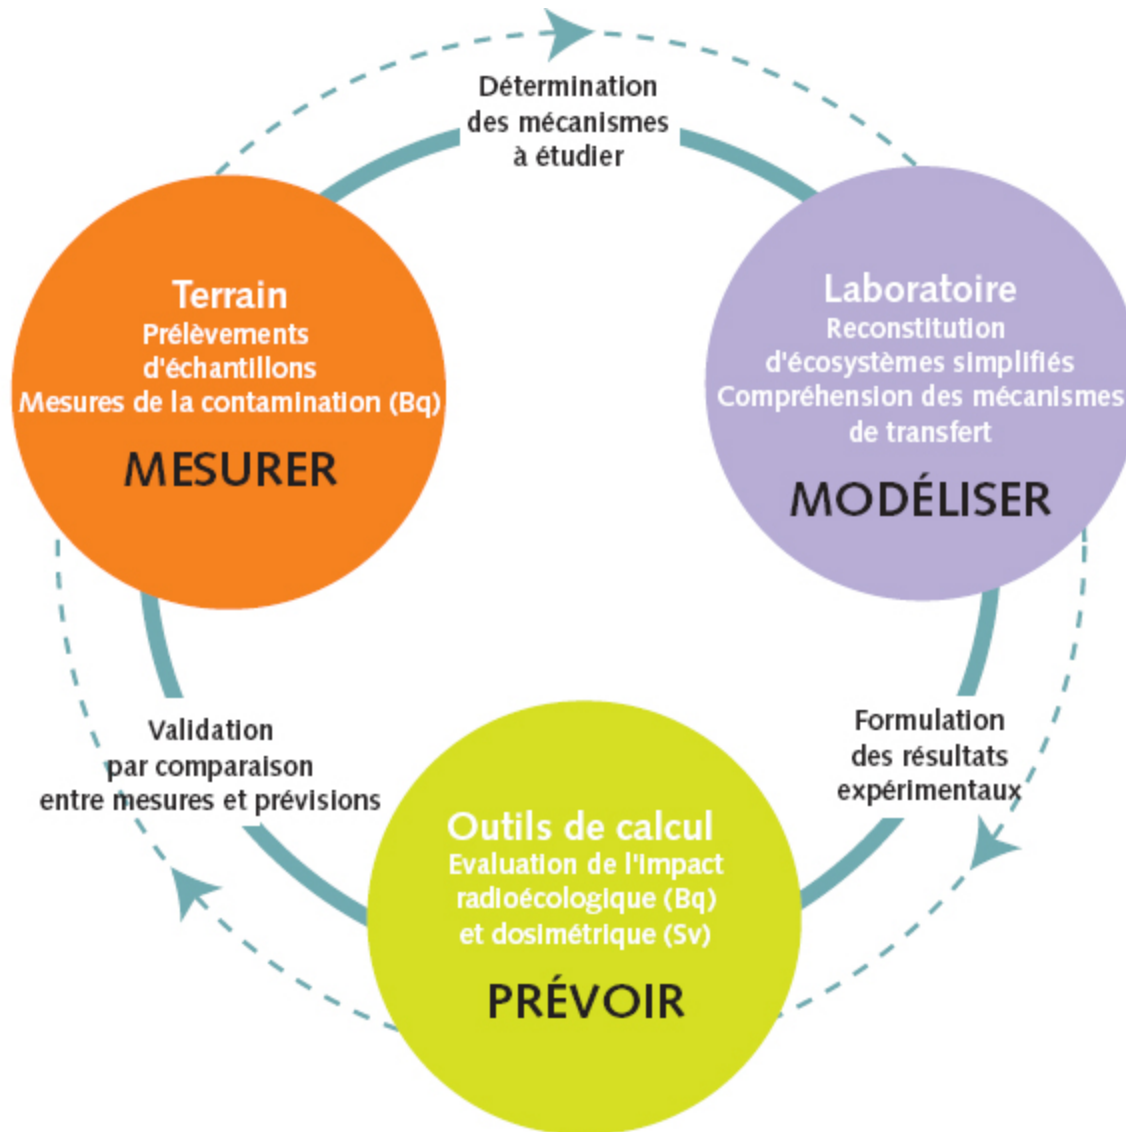 Détermination
des mécanismes
à étudier
Terrain
Prélèvements
d'échantillons
Mesures de la contamination (Bq)
MESURER
Laboratoire
Reconstitution
d'écosystèmes simplifiés
Compréhension des mécanismes
de transfert
MODÉLISER
Validation
par comparaison
entre mesures et prévisions
Formulation
des résultats
expérimentaux
Outils de calcul
Evaluation de l'impact
radioécologique (Bq)
et dosimétrique (Sv)
PRÉVOIR